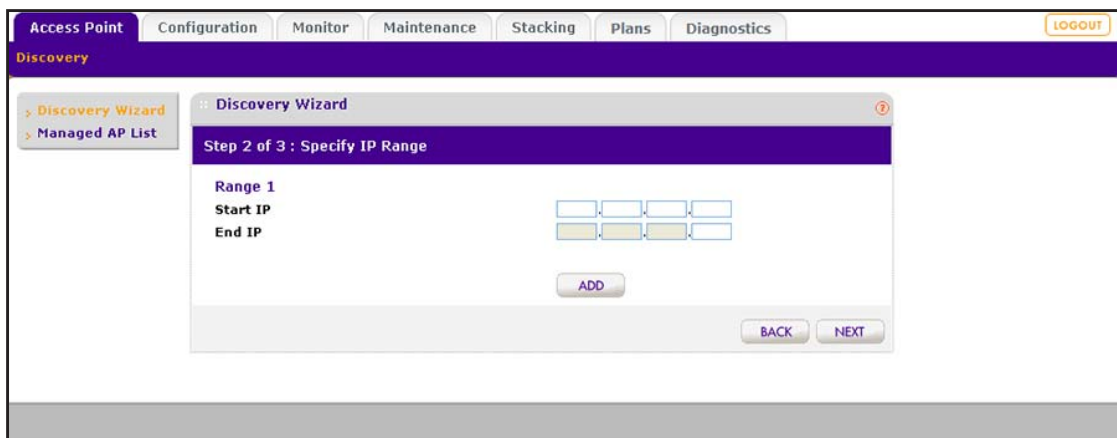 Access Point Configuration Monitor Maintenance Stacking Plans Diagnostics LOGOUT
Discovery
Discovery Wizard
Managed AP List
Discovery Wizard
Step 2 of 3 : Specify IP Range
Range 1
Start IP . . .
End IP . . .
ADD
BACK NEXT